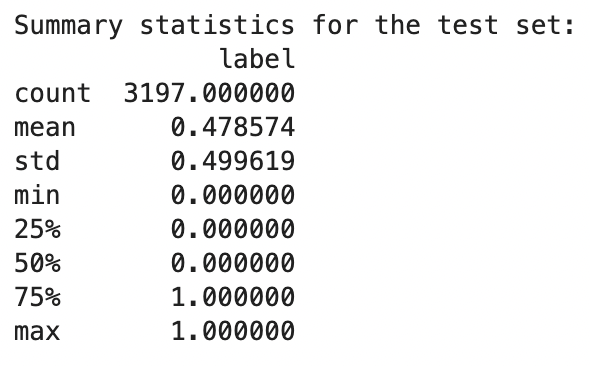 Summary statistics for the test set:
label
count 3197.000000
mean 0.478574
std 0.499619
min 0.000000
25% 0.000000
50% 0.000000
75% 1.000000
max 1.000000